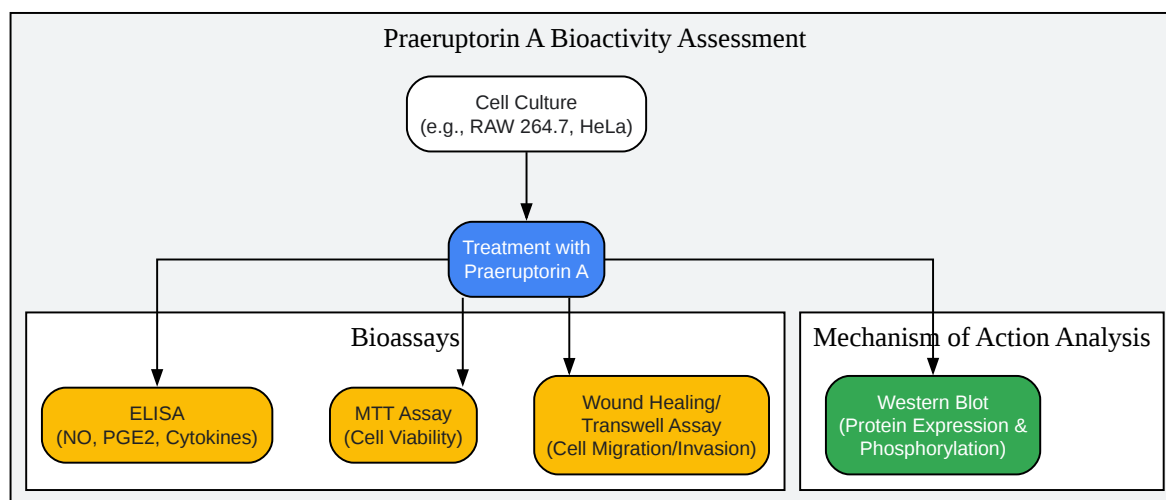 Praeruptorin A Bioactivity Assessment
Cell Culture
(e.g., RAW 264.7, HeLa)
Treatment with
Praeruptorin A
Bioassays
Mechanism of Action Analysis
ELISA
(NO, PGE2, Cytokines)
MTT Assay
(Cell Viability)
Wound Healing/
Transwell Assay
(Cell Migration/Invasion)
Western Blot
(Protein Expression &
Phosphorylation)